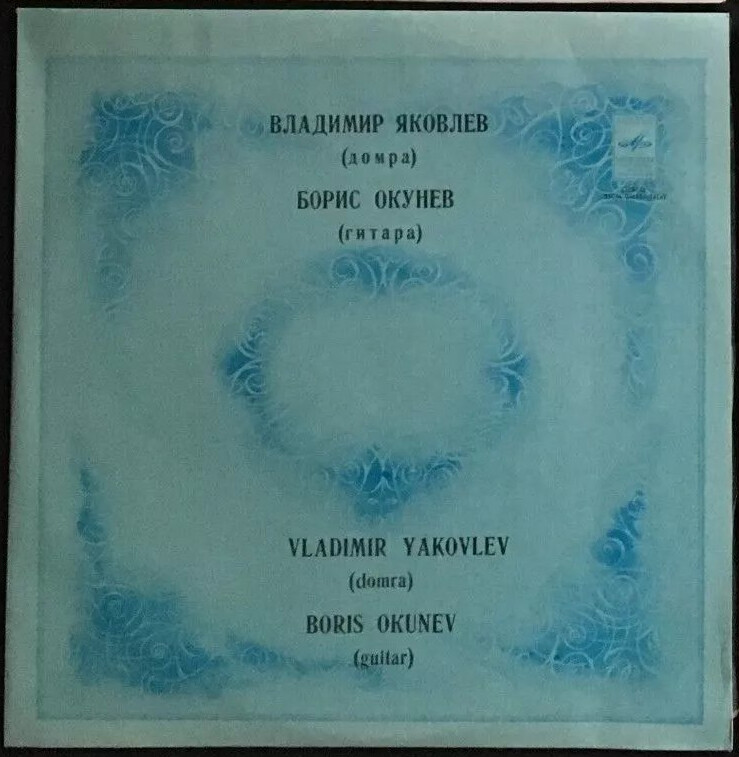 ВЛАДИМИР ЯКОВЛЕВ
(домра)
БОРИС ОКУНЕВ
(гитара)
VLADIMIR YAKOVLEV
(domra)
BORIS OKUNEV
(guitar)